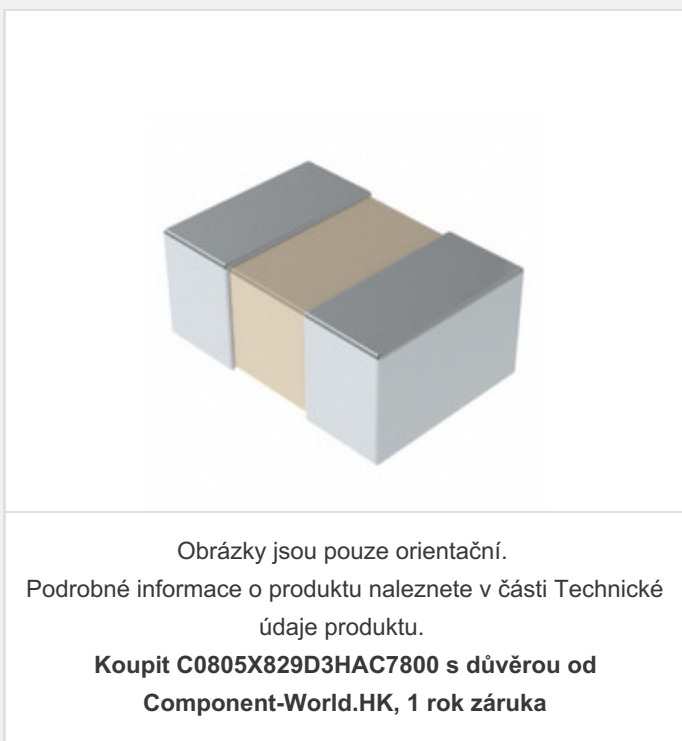 Obrázky jsou pouze orientační.
Podrobné informace o produktu naleznete v části Technické
údaje produktu.
Koupit C0805X829D3HAC7800 s důvěrou od
Component-World.HK, 1 rok záruka